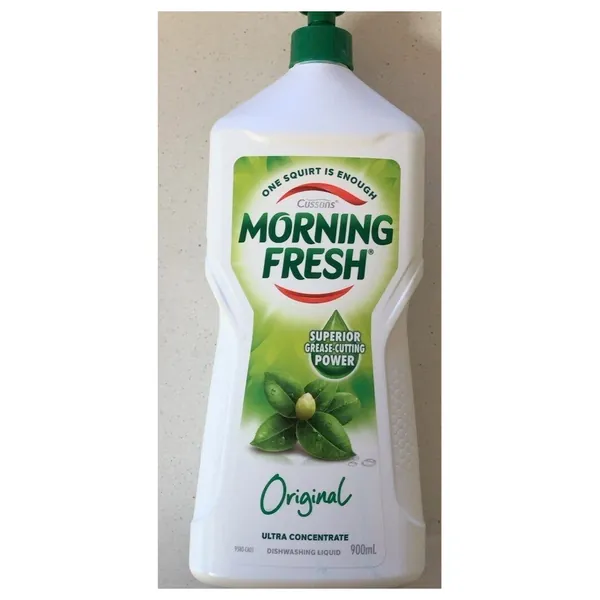 ONE SQUIRT IS ENOUGH
Cussons®
MORNING
FRESH®
SUPERIOR
GREASE-CUTTING
POWER
Original
ULTRA CONCENTRATE
DISHWASHING LIQUID 900mL